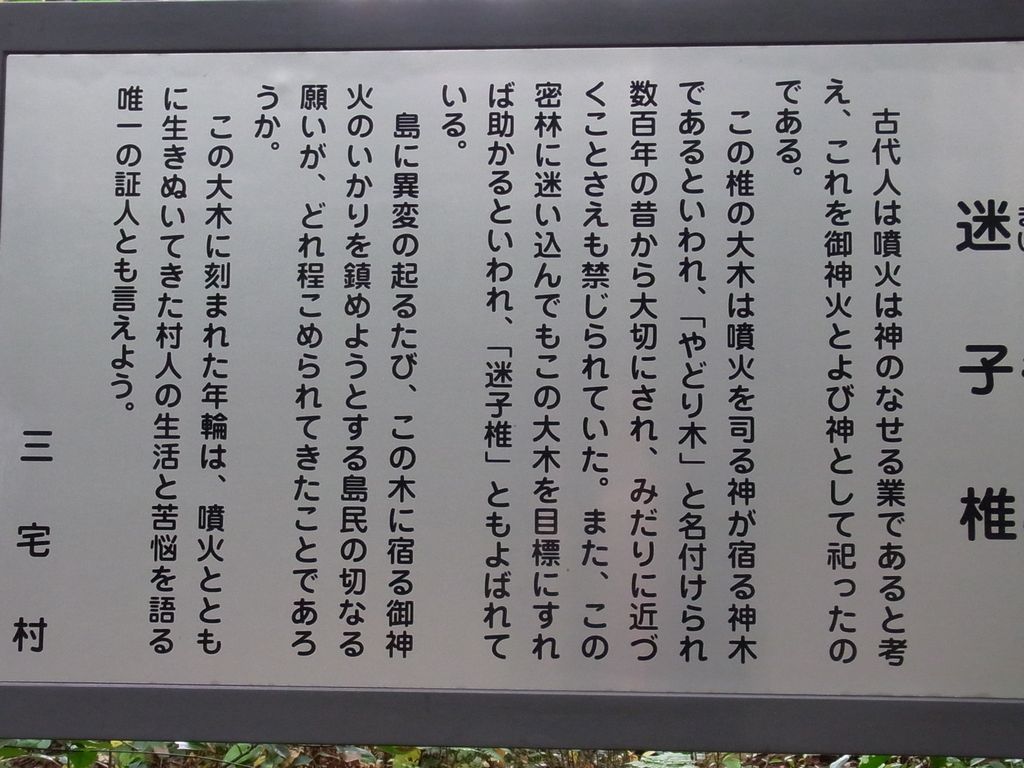 迷子椎
古代人は噴火は神のなせる業であると考
え、これを御神火とよび神として祀ったの
である。
この椎の大木は噴火を司る神が宿る神木
であるといわれ、「やどり木」と名付けられ
数百年の昔から大切にされ、みだりに近づ
くことさえも禁じられていた。また、この
密林に迷い込んでもこの大木を目標にすれ
ば助かるといわれ、「迷子椎」ともよばれて
いる。
島に異変の起るたび、この木に宿る御神
火のいかりを鎮めようとする島民の切なる
願いが、どれ程こめられてきたことであろ
うか。
この大木に刻まれた年輪は、噴火ととも
に生きぬいてきた村人の生活と苦悩を語る
唯一の証人とも言えよう。
三宅村